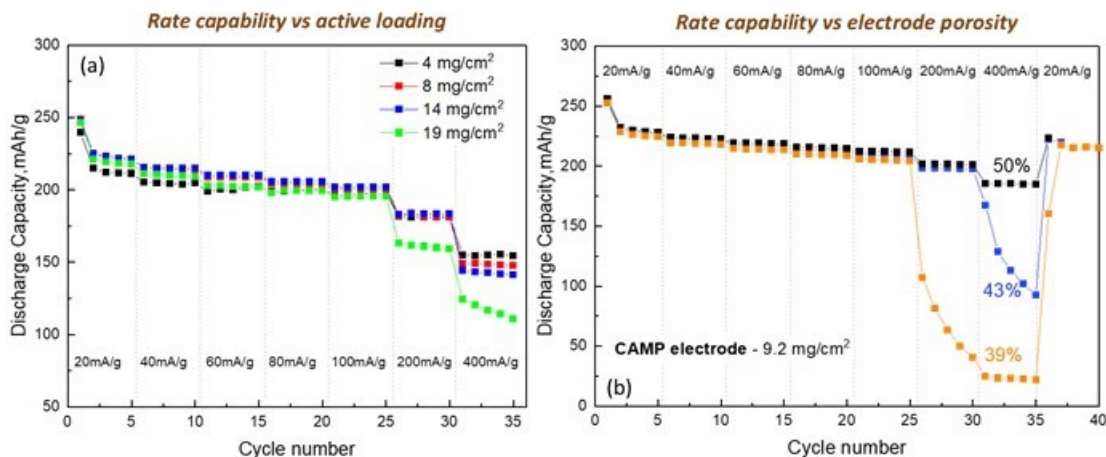 Rate capability vs active loading
(a)
4 mg/cm²
8 mg/cm²
14 mg/cm²
19 mg/cm²
300
250
200
150
100
50
Discharge Capacity,mAh/g
20mA/g 40mA/g 60mA/g 80mA/g 100mA/g 200mA/g 400mA/g
0 5 10 15 20 25 30 35
Cycle number
Rate capability vs electrode porosity
20mA/g 40mA/g 60mA/g 80mA/g 100mA/g 200mA/g 400mA/g 20mA/g
300
250
200
150
100
50
0
Discharge Capacity,mAh/g
50%
43%
39%
CAMP electrode - 9.2 mg/cm²
(b)
0 5 10 15 20 25 30 35 40
Cycle number